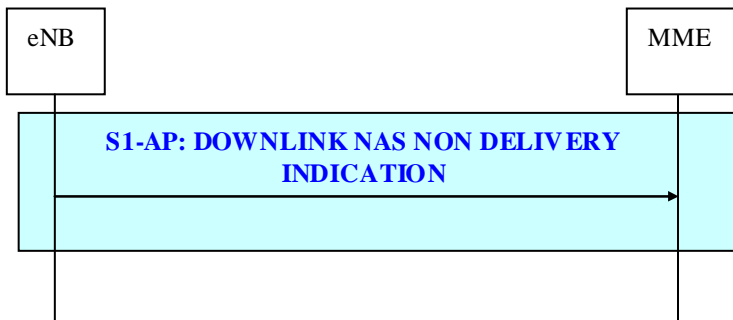 eNB
MME
S1-AP: DOWNLINK NAS NON DELIVERY
INDICATION